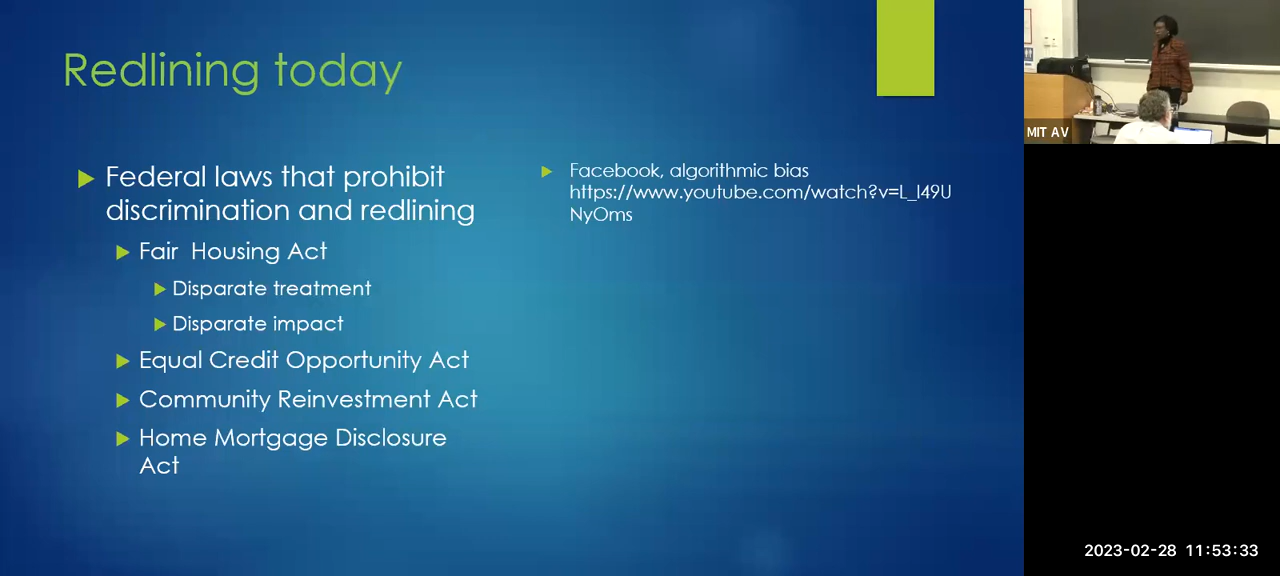 Redlining today
Federal laws that prohibit
discrimination and redlining
Fair  Housing Act
Disparate treatment
Disparate impact
Equal Credit Opportunity Act
Community Reinvestment Act
Home Mortgage Disclosure
Act
Facebook, algorithmic bias
https://www.youtube.com/watch?v=L_I49U
NyOms
MIT AV
2023-02-28 11:53:33